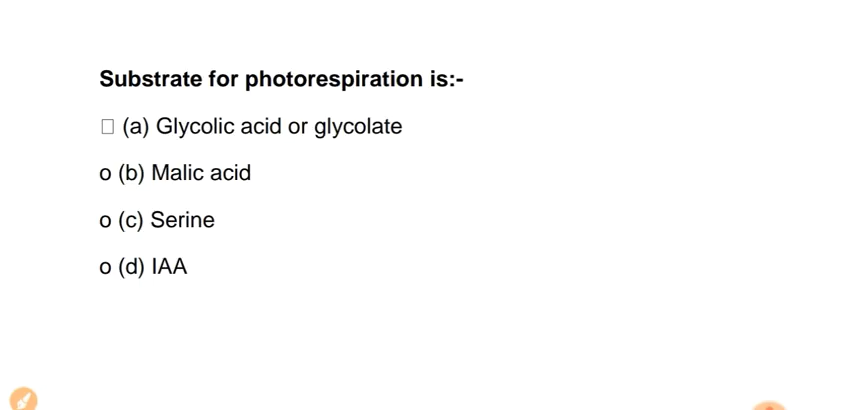 Substrate for photorespiration is:-
□ (a) Glycolic acid or glycolate
o (b) Malic acid
o (c) Serine
o (d) IAA